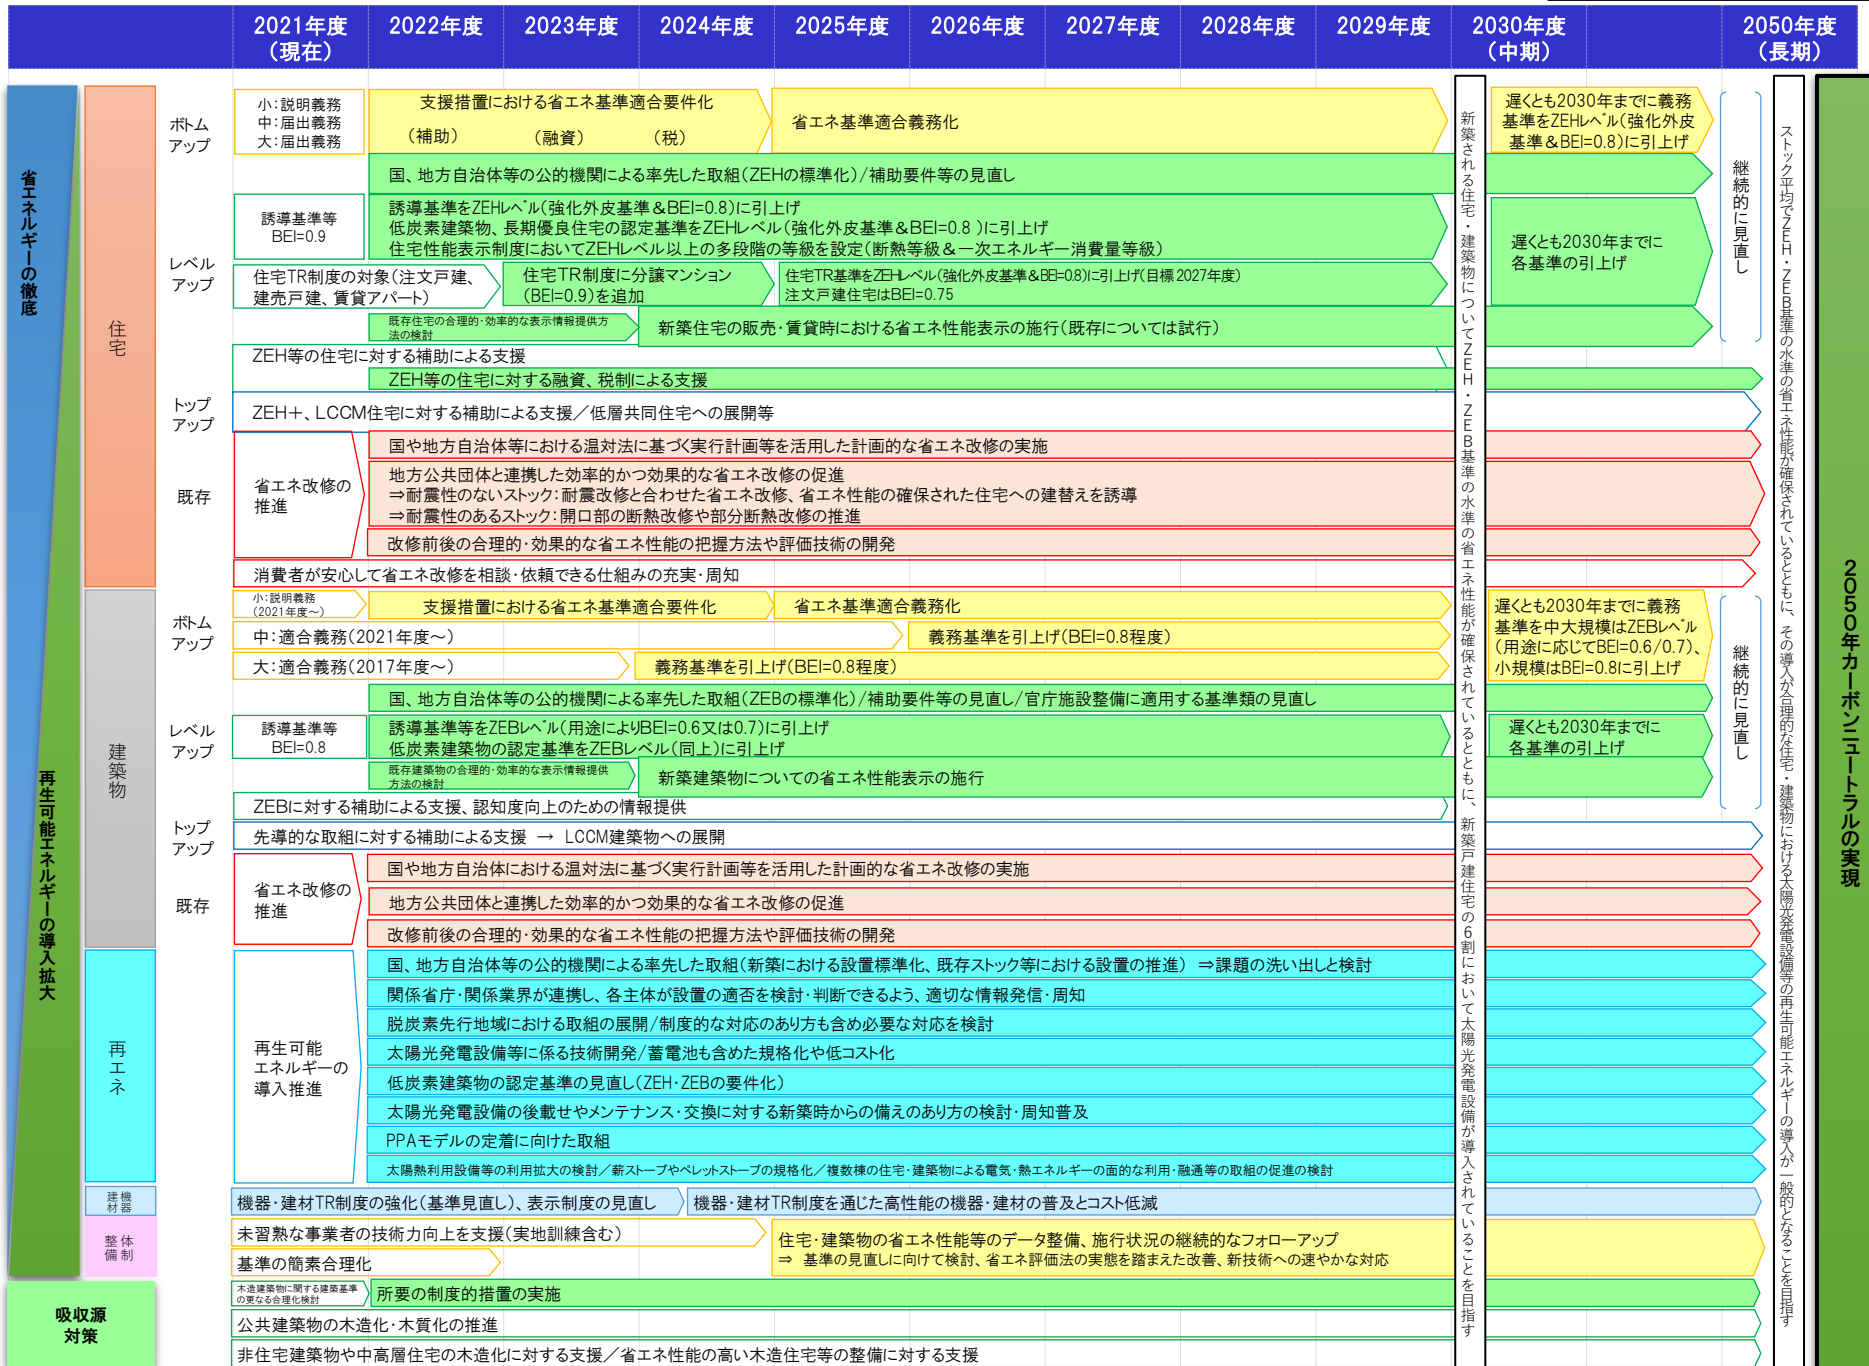 2021年度
(現在)
2022年度
2023年度
2024年度
2025年度
2026年度
2027年度
2028年度
2029年度
2030年度
(中期)
2050年度
(長期)
省エネルギーの徹底
再生可能エネルギーの導入拡大
住宅
ボトム
アップ
小:説明義務
中:届出義務
大:届出義務
支援措置における省エネ基準適合要件化
(補助) (融資) (税)
省エネ基準適合義務化
遅くとも2030年までに義務
基準をZEHレベル(強化外皮
基準&BEI=0.8)に引上げ
国、地方自治体等の公的機関による率先した取組(ZEHの標準化)/補助要件等の見直し
レベル
アップ
誘導基準等
BEI=0.9
誘導基準をZEHレベル(強化外皮基準&BEI=0.8)に引上げ
低炭素建築物、長期優良住宅の認定基準をZEHレベル(強化外皮基準&BEI=0.8 )に引上げ
住宅性能表示制度においてZEHレベル以上の多段階の等級を設定(断熱等級&一次エネルギー消費量等級)
遅くとも2030年までに
各基準の引上げ
継続的に見直し
住宅TR制度の対象(注文戸建、
建売戸建、賃貸アパート)
住宅TR制度に分譲マンション
(BEI=0.9)を追加
住宅TR基準をZEHレベル(強化外皮基準&BEI=0.8)に引上げ(目標2027年度)
注文戸建住宅はBEI=0.75
既存住宅の合理的・効率的な表示情報提供方
法の検討
新築住宅の販売・賃貸時における省エネ性能表示の施行(既存については試行)
ZEH等の住宅に対する補助による支援
ZEH等の住宅に対する融資、税制による支援
トップ
アップ
ZEH+、LCCM住宅に対する補助による支援/低層共同住宅への展開等
既存
省エネ改修の
推進
国や地方自治体等における温対法に基づく実行計画等を活用した計画的な省エネ改修の実施
地方公共団体と連携した効率的かつ効果的な省エネ改修の促進
⇒耐震性のないストック:耐震改修と合わせた省エネ改修、省エネ性能の確保された住宅への建替えを誘導
⇒耐震性のあるストック:開口部の断熱改修や部分断熱改修の推進
改修前後の合理的・効果的な省エネ性能の把握方法や評価技術の開発
消費者が安心して省エネ改修を相談・依頼できる仕組みの充実・周知
建築物
ボトム
アップ
小:説明義務
(2021年度~)
支援措置における省エネ基準適合要件化
省エネ基準適合義務化
中:適合義務(2021年度~)
義務基準を引上げ(BEI=0.8程度)
大:適合義務(2017年度~)
義務基準を引上げ(BEI=0.8程度)
遅くとも2030年までに義務
基準を中大規模はZEBレベル
(用途に応じてBEI=0.6/0.7)、
小規模はBEI=0.8に引上げ
国、地方自治体等の公的機関による率先した取組(ZEBの標準化)/補助要件等の見直し/官庁施設整備に適用する基準類の見直し
レベル
アップ
誘導基準等
BEI=0.8
誘導基準等をZEBレベル(用途によりBEI=0.6又は0.7)に引上げ
低炭素建築物の認定基準をZEBレベル(同上)に引上げ
遅くとも2030年までに
各基準の引上げ
継続的に見直し
既存建築物の合理的・効率的な表示情報提供
方法の検討
新築建築物についての省エネ性能表示の施行
ZEBに対する補助による支援、認知度向上のための情報提供
トップ
アップ
先導的な取組に対する補助による支援 → LCCM建築物への展開
既存
省エネ改修の
推進
国や地方自治体における温対法に基づく実行計画等を活用した計画的な省エネ改修の実施
地方公共団体と連携した効率的かつ効果的な省エネ改修の促進
改修前後の合理的・効果的な省エネ性能の把握方法や評価技術の開発
再エネ
再生可能
エネルギーの
導入推進
国、地方自治体等の公的機関による率先した取組(新築における設置標準化、既存ストック等における設置の推進) ⇒課題の洗い出しと検討
関係省庁・関係業界が連携し、各主体が設置の適否を検討・判断できるよう、適切な情報発信・周知
脱炭素先行地域における取組の展開/制度的な対応のあり方も含め必要な対応を検討
太陽光発電設備等に係る技術開発/蓄電池も含めた規格化や低コスト化
低炭素建築物の認定基準の見直し(ZEH・ZEBの要件化)
太陽光発電設備の後載せやメンテナンス・交換に対する新築時からの備えのあり方の検討・周知普及
PPAモデルの定着に向けた取組
太陽熱利用設備等の利用拡大の検討/薪ストーブやペレットストーブの規格化/複数棟の住宅・建築物による電気・熱エネルギーの面的な利用・融通等の取組の促進の検討
機器
建材
機器・建材TR制度の強化(基準見直し)、表示制度の見直し
機器・建材TR制度を通じた高性能の機器・建材の普及とコスト低減
体制
整備
未習熟な事業者の技術力向上を支援(実地訓練含む)
基準の簡素合理化
住宅・建築物の省エネ性能等のデータ整備、施行状況の継続的なフォローアップ
⇒ 基準の見直しに向けて検討、省エネ評価法の実態を踏まえた改善、新技術への速やかな対応
吸収源
対策
木造建築物に関する建築基準
の更なる合理化検討
所要の制度的措置の実施
公共建築物の木造化・木質化の推進
非住宅建築物や中高層住宅の木造化に対する支援/省エネ性能の高い木造住宅等の整備に対する支援
新築される住宅・建築物についてZEH・ZEB基準の水準の省エネ性能が確保されているとともに、新築戸建住宅の6割において太陽光発電設備が導入されていることを目指す
ストック平均でZEH・ZEB基準の水準の省エネ性能が確保されているとともに、その導入が合理的な住宅・建築物における太陽光発電設備等の再生可能エネルギーの導入が一般的となることを目指す
2050年カーボンニュートラルの実現